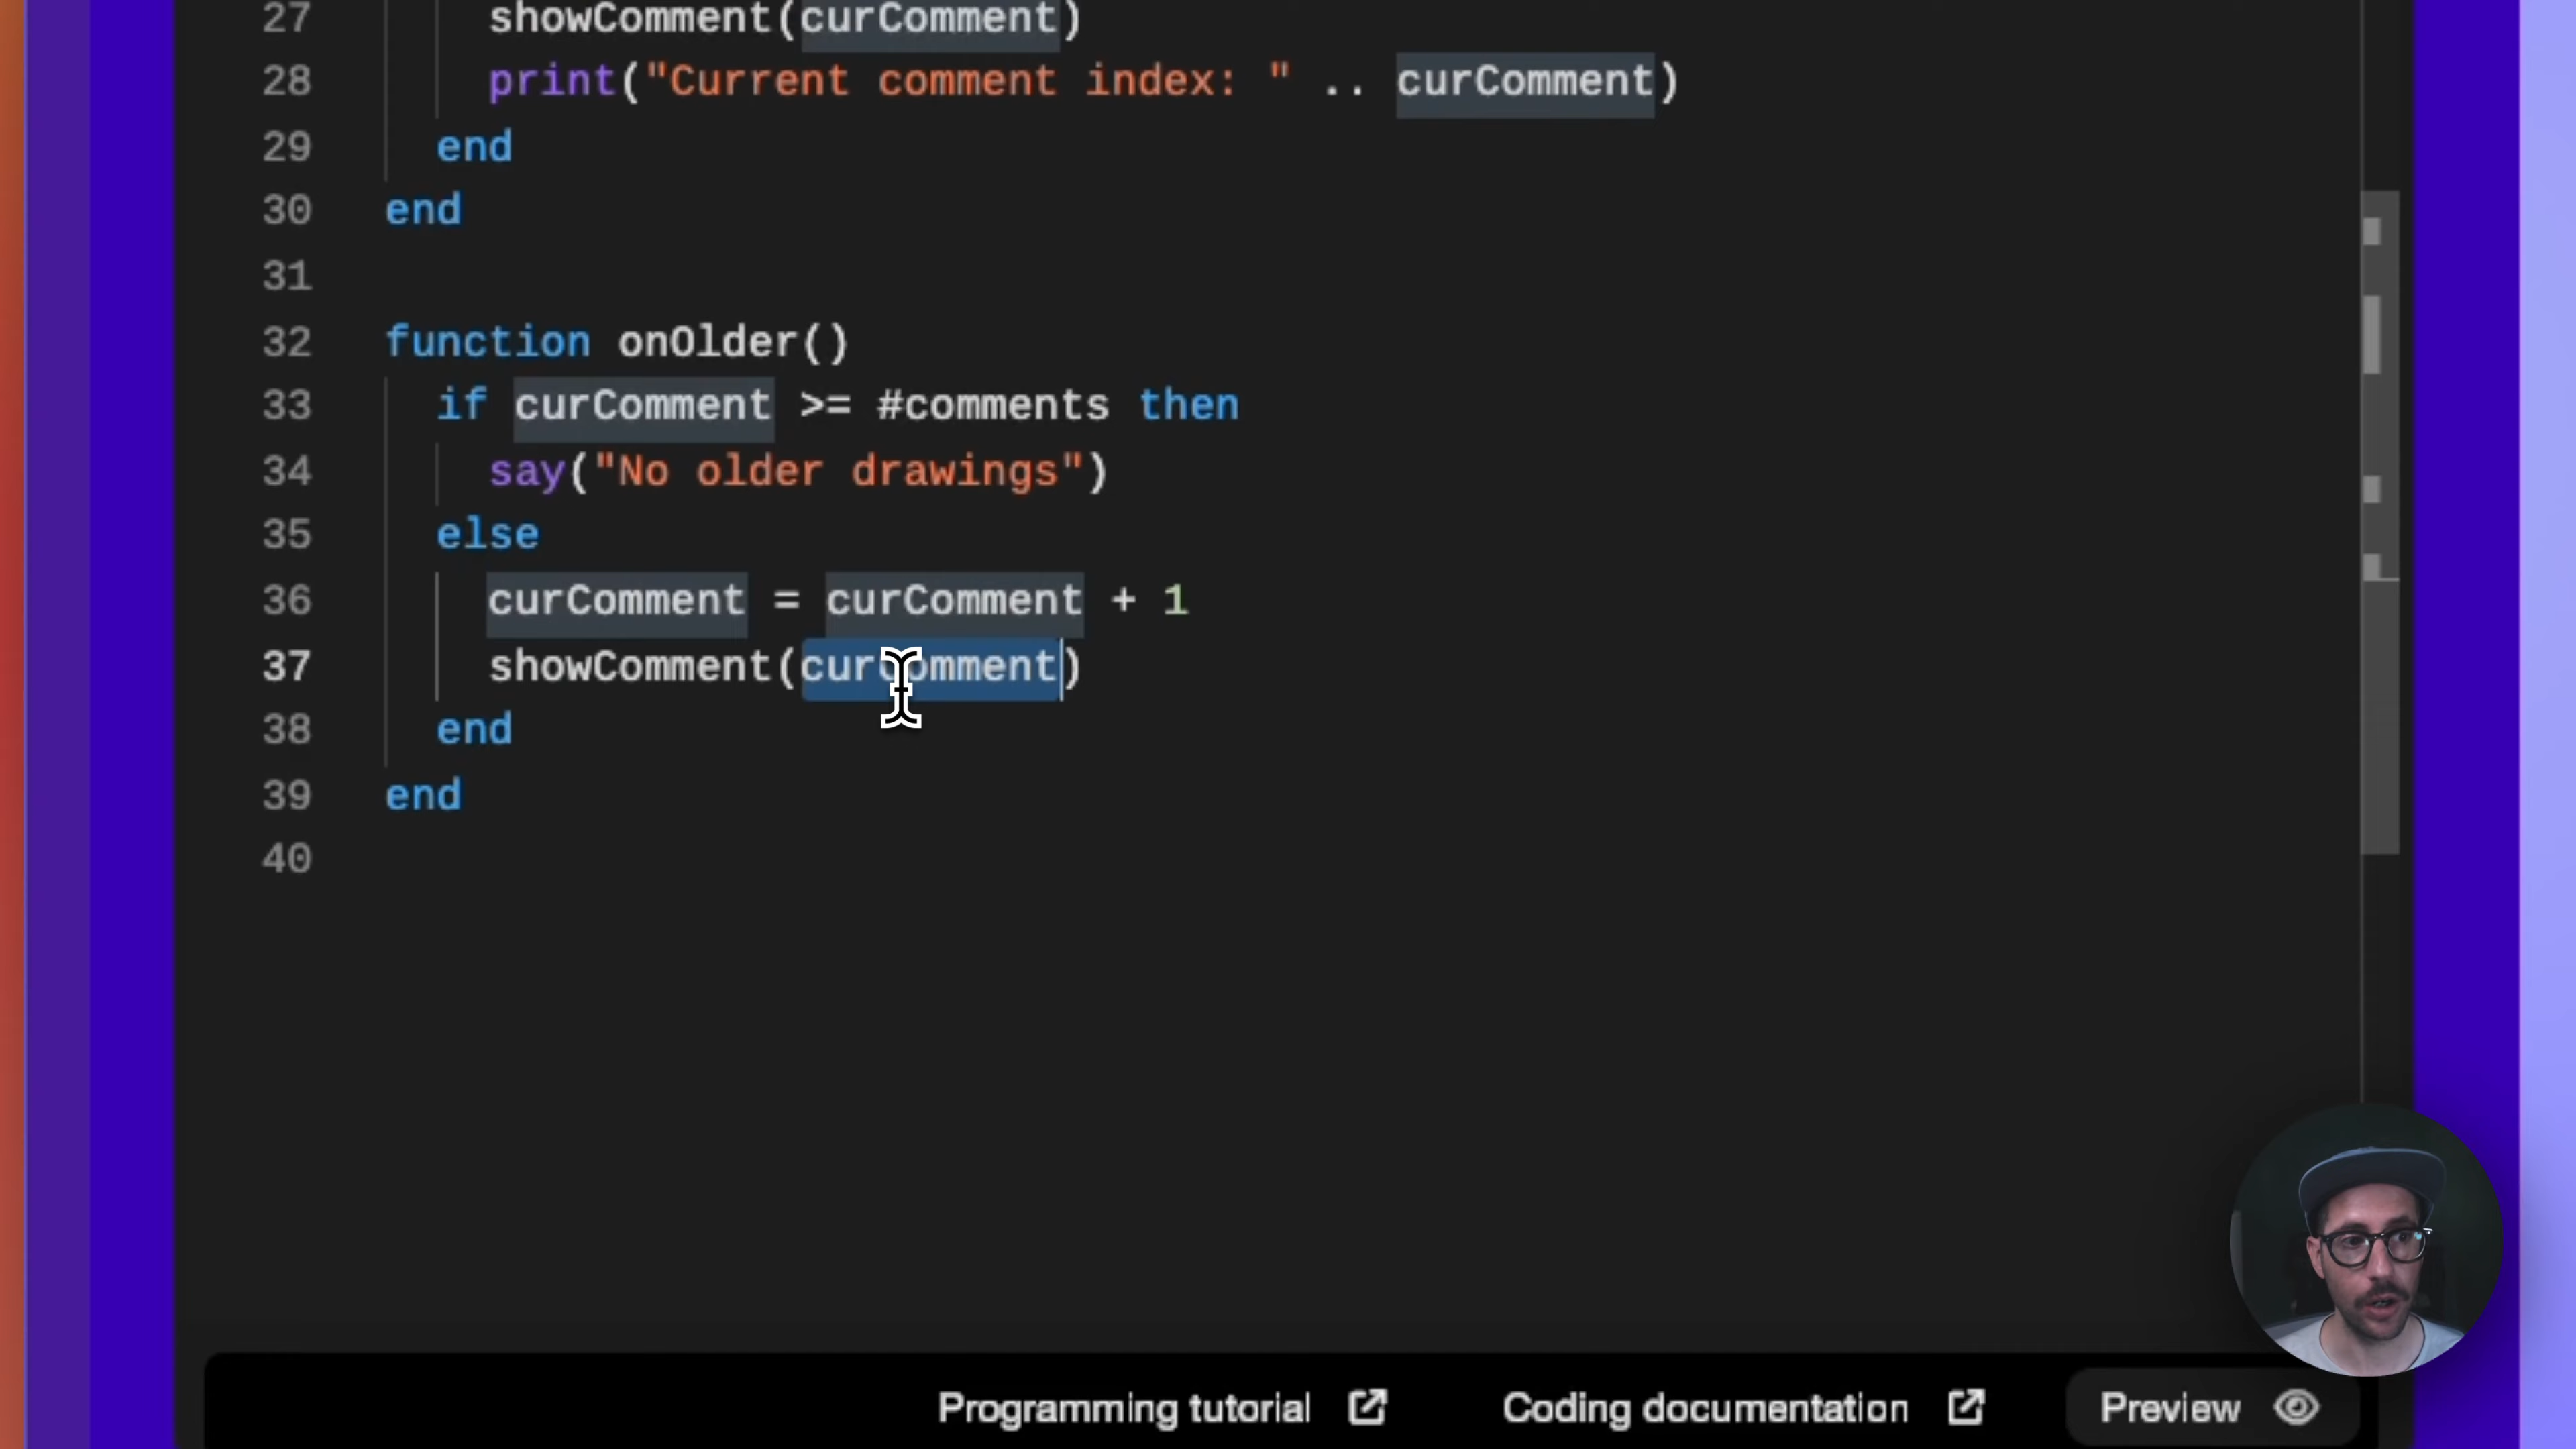 27 showComment(curComment)
28 print("Current comment index: " .. curComment)
29 end
30 end
31
32 function onOlder()
33 if curComment >= #comments then
34 say("No older drawings")
35 else
36 curComment = curComment + 1
37 showComment(curComment)
38 end
39 end
40
Programming tutorial Coding documentation Preview